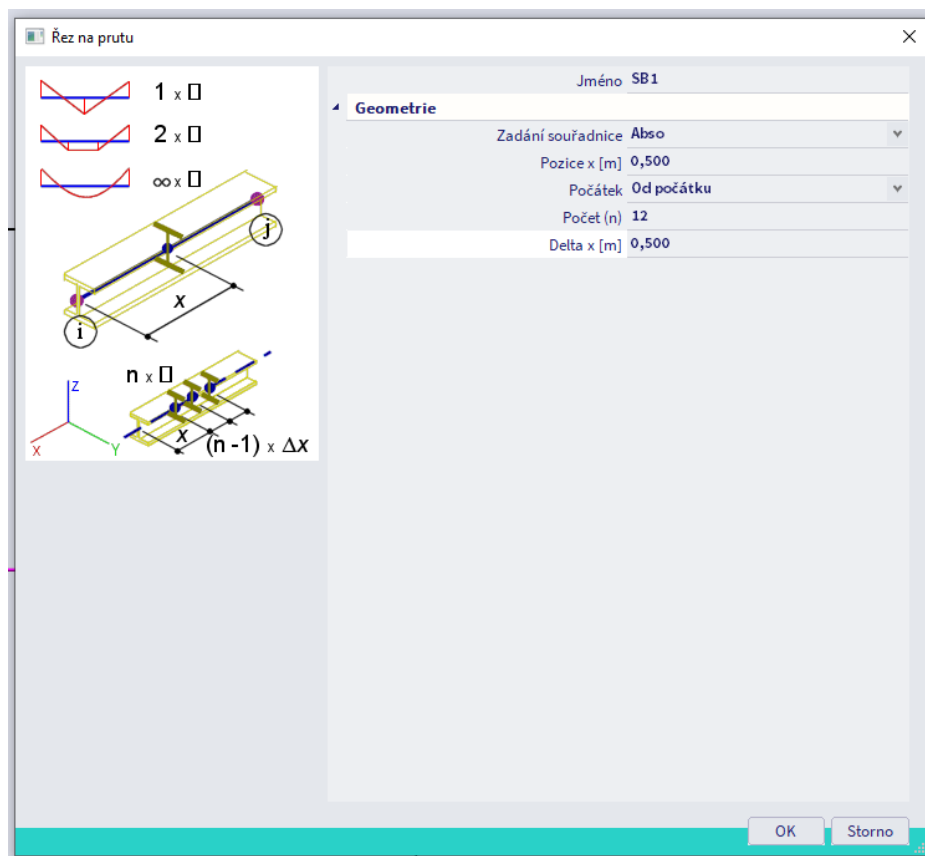 Řez na prutu
1 x
2 x
∞ x
j
x
i
n x
Z
X
Y
x
(n -1) x Δx
Jméno SB1
Geometrie
Zadání souřadnice Abso
Pozice x [m] 0,500
Počátek Od počátku
Počet (n) 12
Delta x [m] 0,500
OK Storno